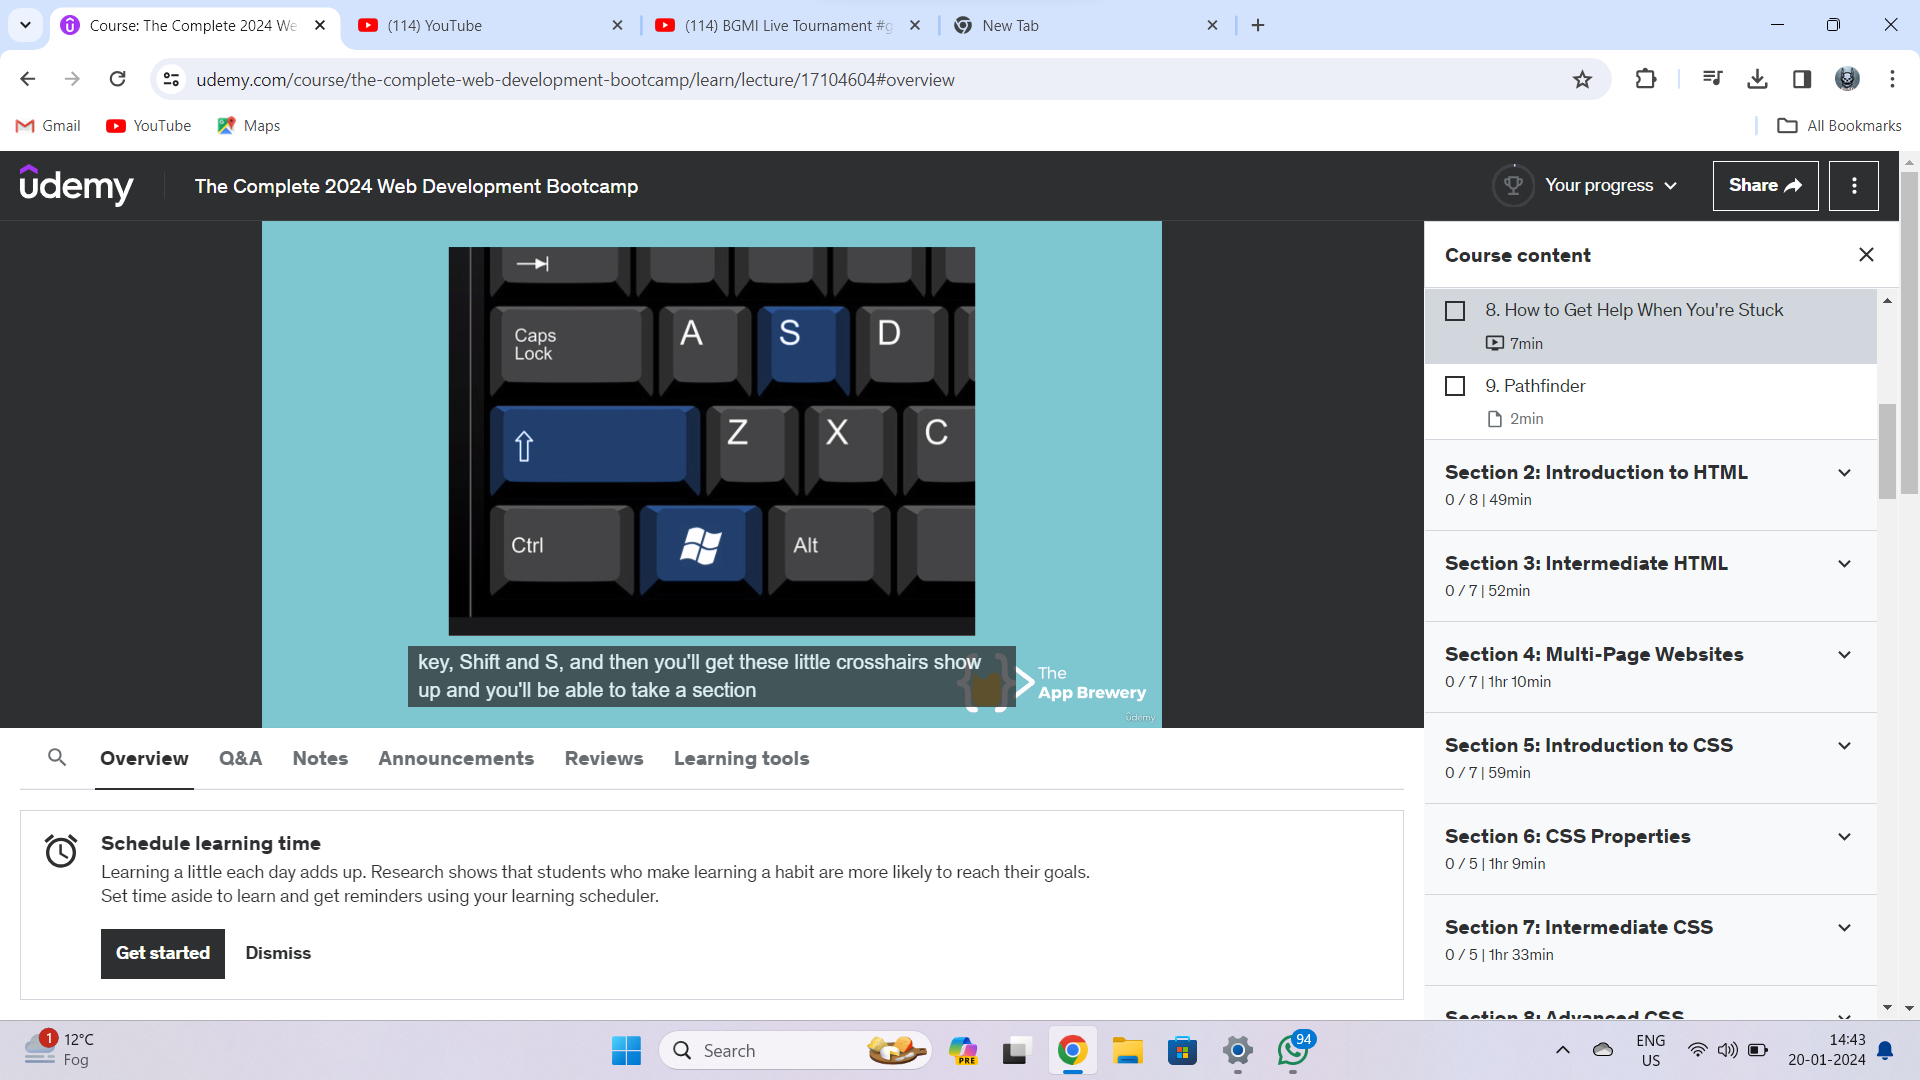 Course: The Complete 2024 We
(114) YouTube
(114) BGMI Live Tournament #g
New Tab
udemy.com/course/the-complete-web-development-bootcamp/learn/lecture/17104604#overview
Gmail
YouTube
Maps
All Bookmarks
udemy
The Complete 2024 Web Development Bootcamp
Your progress
Share
Caps
Lock
A
S
D
Z
X
C
Ctrl
Alt
key, Shift and S, and then you'll get these little crosshairs show
up and you'll be able to take a section
The
App Brewery
udemy
Course content
8. How to Get Help When You're Stuck
7min
9. Pathfinder
2min
Section 2: Introduction to HTML
0 / 8 | 49min
Section 3: Intermediate HTML
0 / 7 | 52min
Section 4: Multi-Page Websites
0 / 7 | 1hr 10min
Section 5: Introduction to CSS
0 / 7 | 59min
Section 6: CSS Properties
0 / 5 | 1hr 9min
Section 7: Intermediate CSS
0 / 5 | 1hr 33min
Section 8: Advanced CSS
Overview
Q&A
Notes
Announcements
Reviews
Learning tools
Schedule learning time
Learning a little each day adds up. Research shows that students who make learning a habit are more likely to reach their goals.
Set time aside to learn and get reminders using your learning scheduler.
Get started
Dismiss
1
12°C
Fog
Search
PRE
94
ENG
US
14:43
20-01-2024